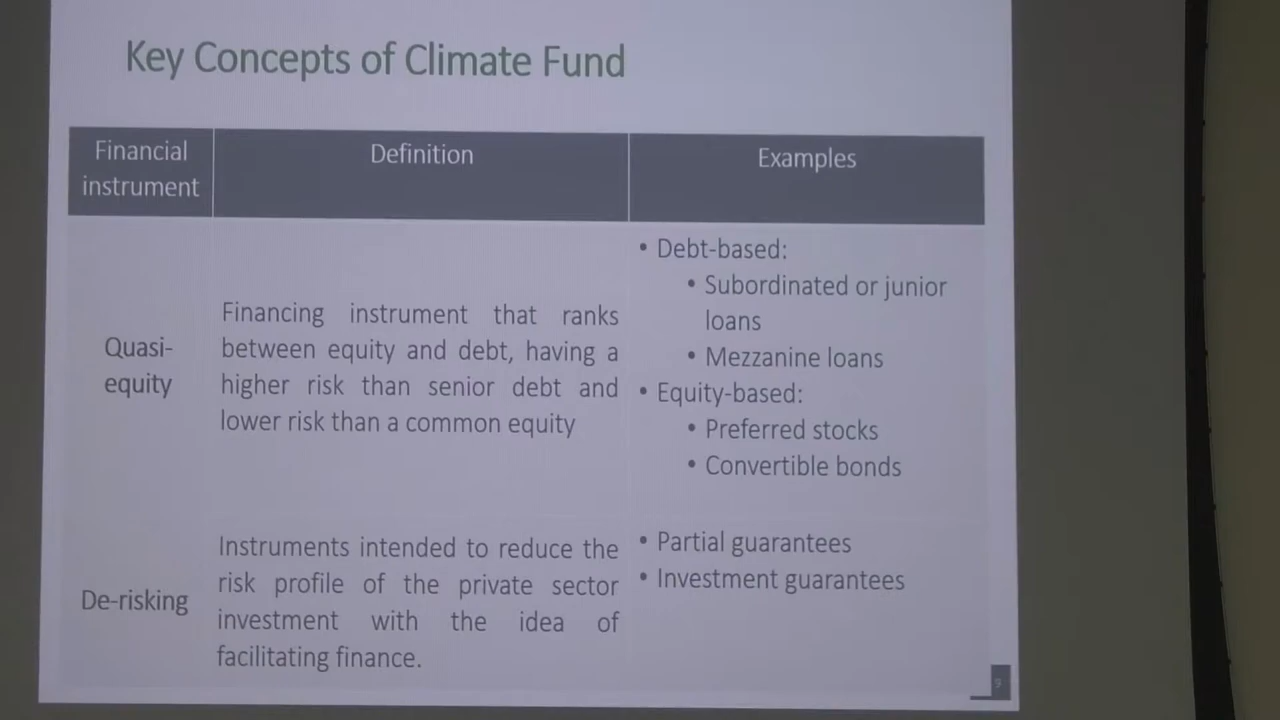 Key Concepts of Climate Fund
Financial
instrument
Definition
Examples
Quasi-
equity
Financing instrument that ranks
between equity and debt, having a
higher risk than senior debt and
lower risk than a common equity
• Debt-based:
• Subordinated or junior
loans
• Mezzanine loans
• Equity-based:
• Preferred stocks
• Convertible bonds
De-risking
Instruments intended to reduce the
risk profile of the private sector
investment with the idea of
facilitating finance.
• Partial guarantees
• Investment guarantees
9